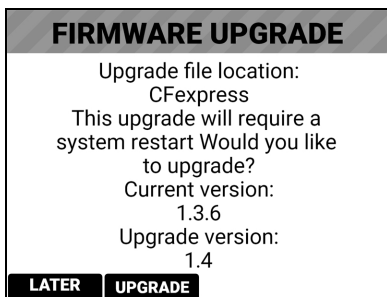 FIRMWARE UPGRADE
Upgrade file location:
CFexpress
This upgrade will require a
system restart Would you like
to upgrade?
Current version:
1.3.6
Upgrade version:
1.4
LATER UPGRADE